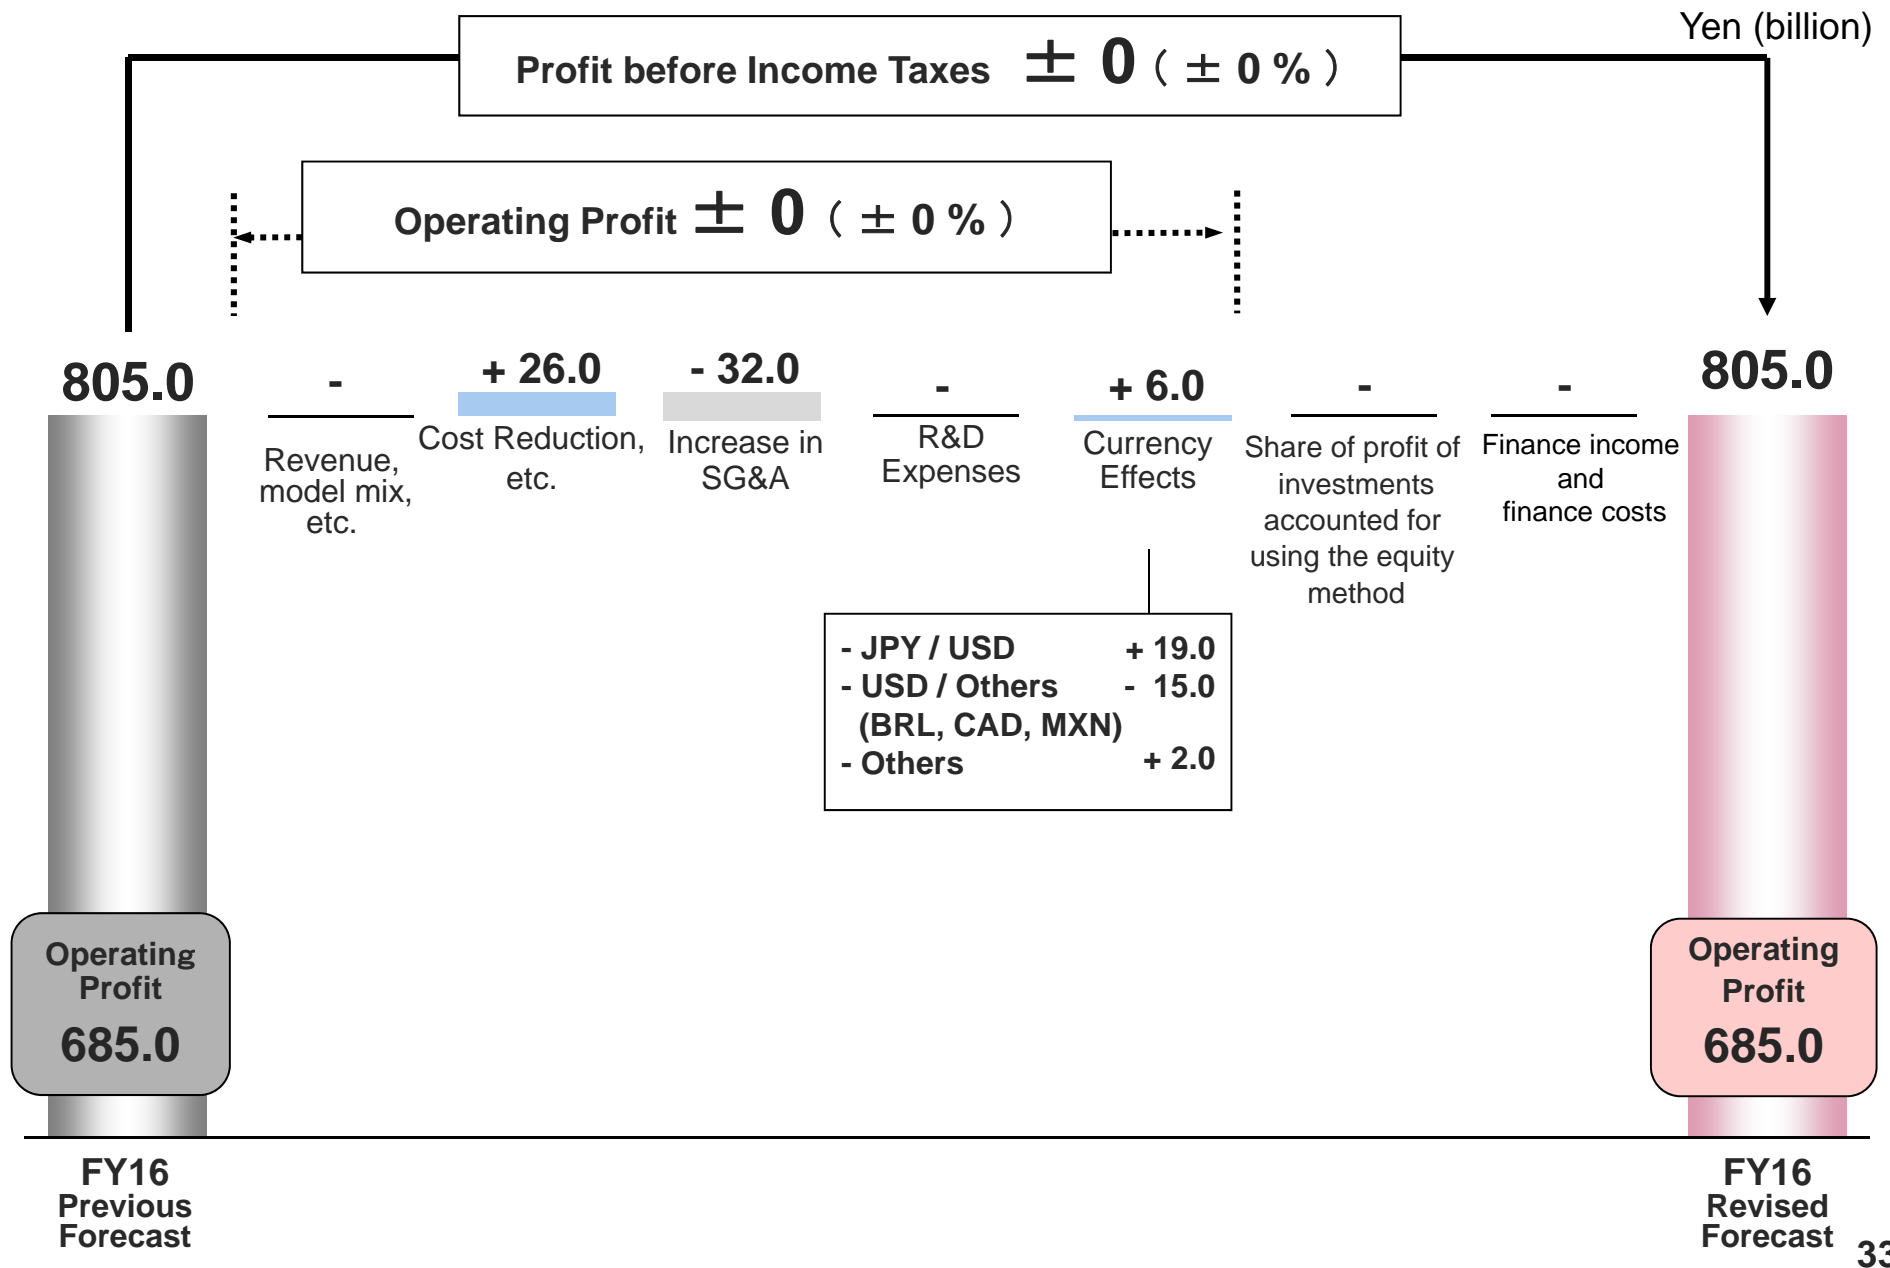 Yen (billion)
Profit before Income Taxes ± 0 ( ± 0 % )
Operating Profit ± 0 ( ± 0 % )
805.0
-
Revenue,
model mix,
etc.
+ 26.0
Cost Reduction,
etc.
- 32.0
Increase in
SG&A
-
R&D
Expenses
+ 6.0
Currency
Effects
-
Share of profit of
investments
accounted for
using the equity
method
-
Finance income
and
finance costs
805.0
- JPY / USD + 19.0
- USD / Others - 15.0
(BRL, CAD, MXN)
- Others + 2.0
Operating
Profit
685.0
Operating
Profit
685.0
FY16
Previous
Forecast
FY16
Revised
Forecast
33